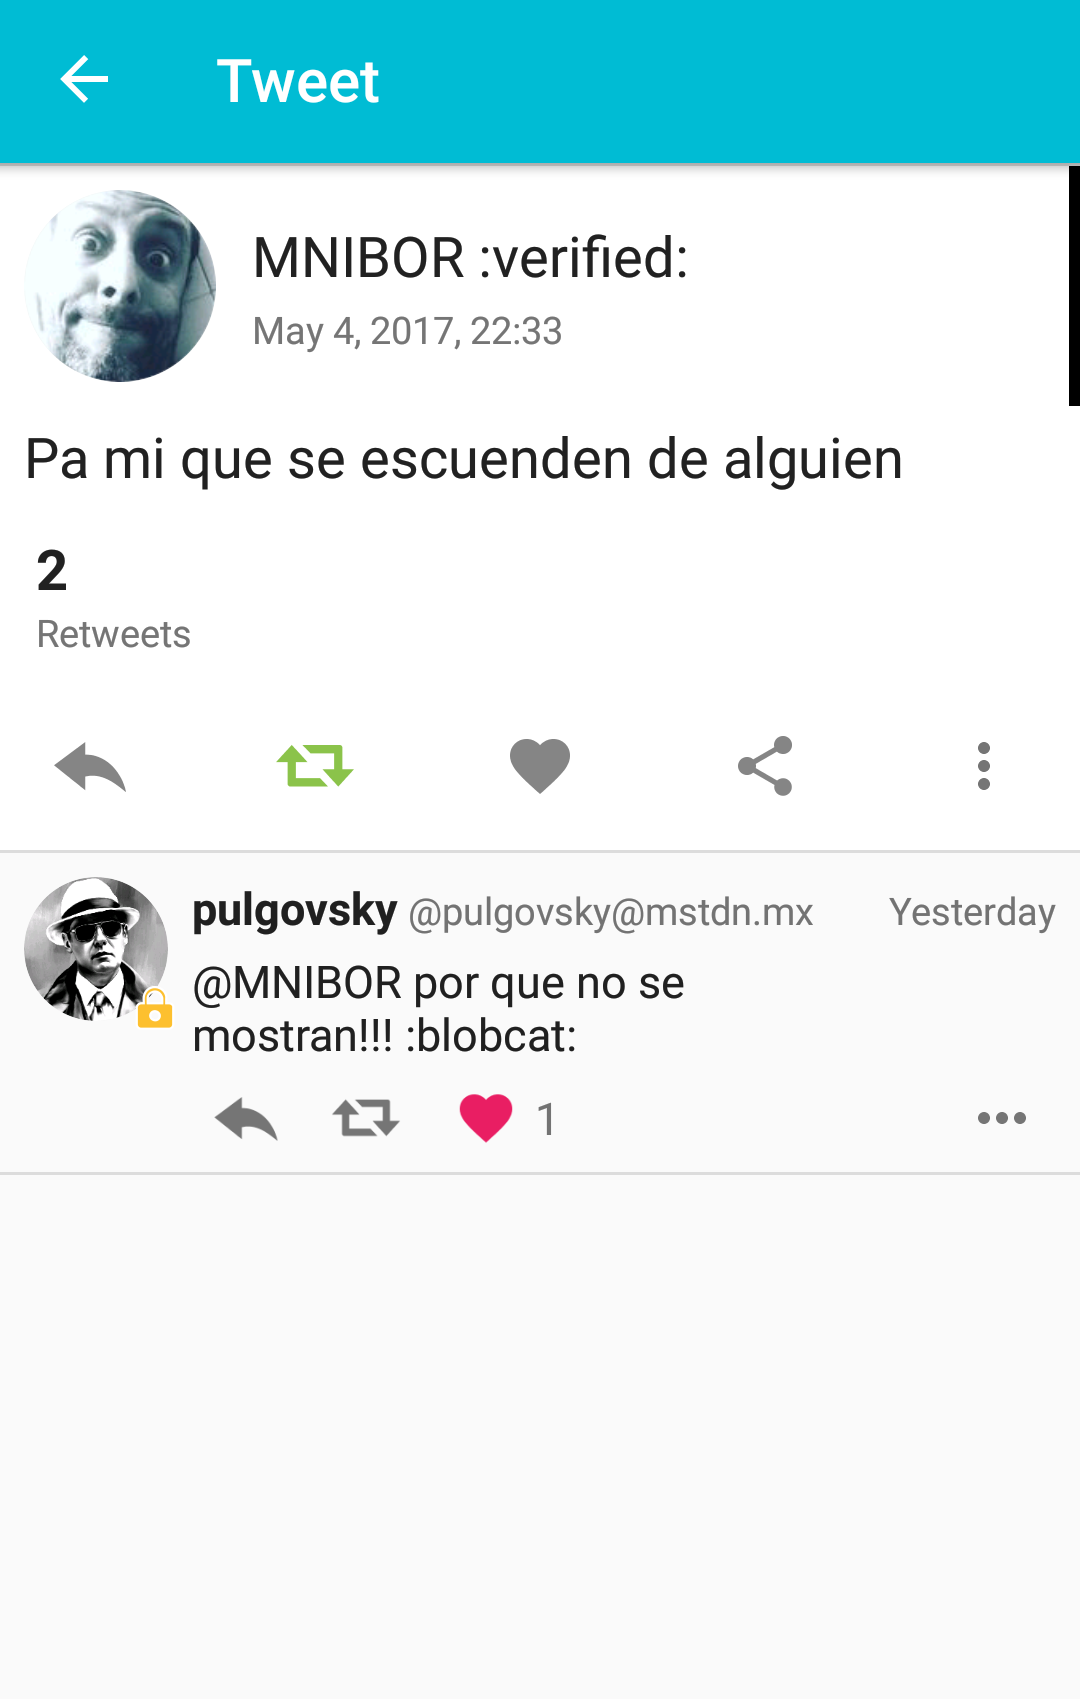 Tweet
MNIBOR :verified:
May 4, 2017, 22:33
Pa mi que se escuenden de alguien
2
Retweets
pulgovsky @pulgovsky@mstdn.mx Yesterday
@MNIBOR por que no se
mostran!!! :blobcat:
1